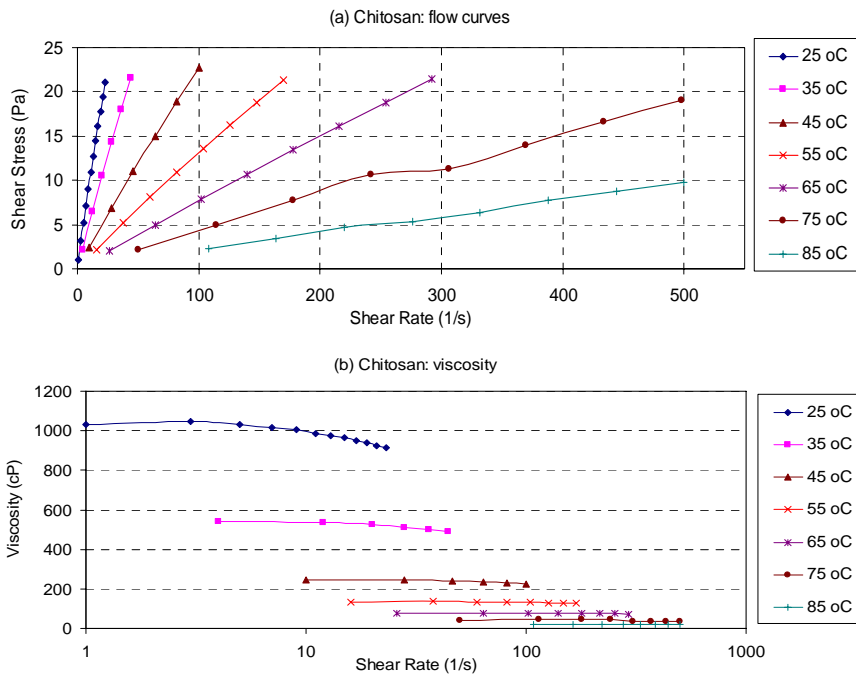 (a) Chitosan: flow curves
Shear Stress (Pa)
25
20
15
10
5
0
0 100 200 300 400 500
Shear Rate (1/s)
25 oC
35 oC
45 oC
55 oC
65 oC
75 oC
85 oC
(b) Chitosan: viscosity
Viscosity (cP)
1200
1000
800
600
400
200
0
1 10 100 1000
Shear Rate (1/s)
25 oC
35 oC
45 oC
55 oC
65 oC
75 oC
85 oC